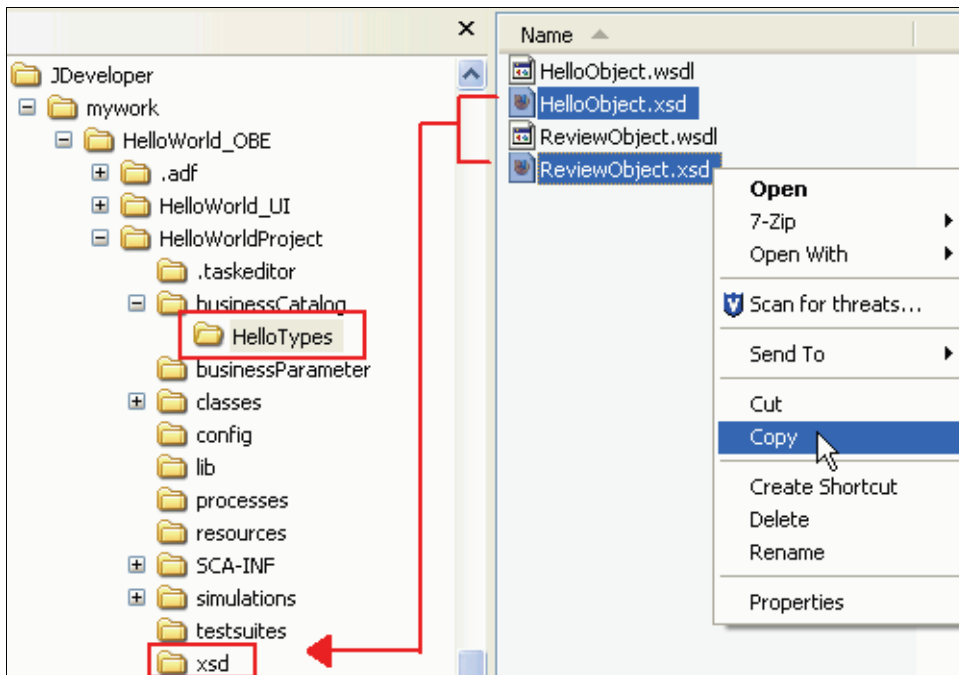 JDeveloper
mywork
HelloWorld_OBE
.adf
HelloWorld_UI
HelloWorldProject
.taskeditor
businessCatalog
HelloTypes
businessParameter
classes
config
lib
processes
resources
SCA-INF
simulations
testsuites
xsd
Name
HelloObject.wsdl
HelloObject.xsd
ReviewObject.wsdl
ReviewObject.xsd
Open
7-Zip
Open With
Scan for threats...
Send To
Cut
Copy
Create Shortcut
Delete
Rename
Properties